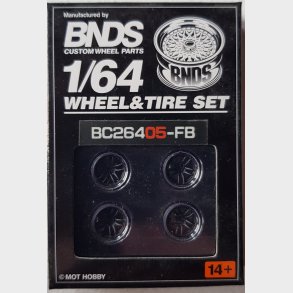 Manufactured by
BNDS
CUSTOM WHEEL PARTS
BNDS
1/64
WHEEL&TIRE SET
BC26405-FB
© MOT HOBBY
14+